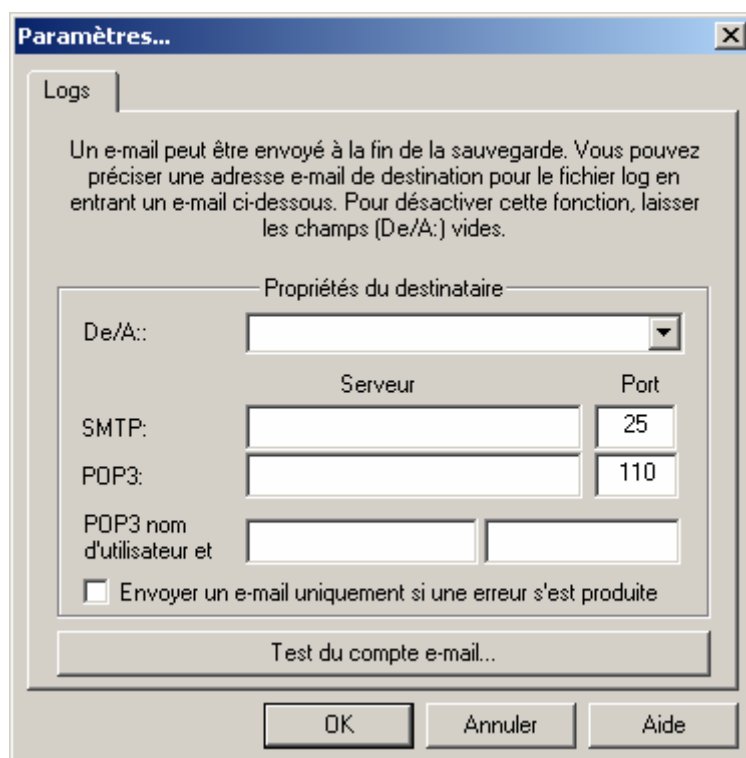 Paramètres...
Logs
Un e-mail peut être envoyé à la fin de la sauvegarde. Vous pouvez
préciser une adresse e-mail de destination pour le fichier log en
entrant un e-mail ci-dessous. Pour désactiver cette fonction, laisser
les champs (De/A:) vides.
Propriétés du destinataire
De/A::
Serveur Port
SMTP: 25
POP3: 110
POP3 nom
d'utilisateur et
Envoyer un e-mail uniquement si une erreur s'est produite
Test du compte e-mail...
OK Annuler Aide